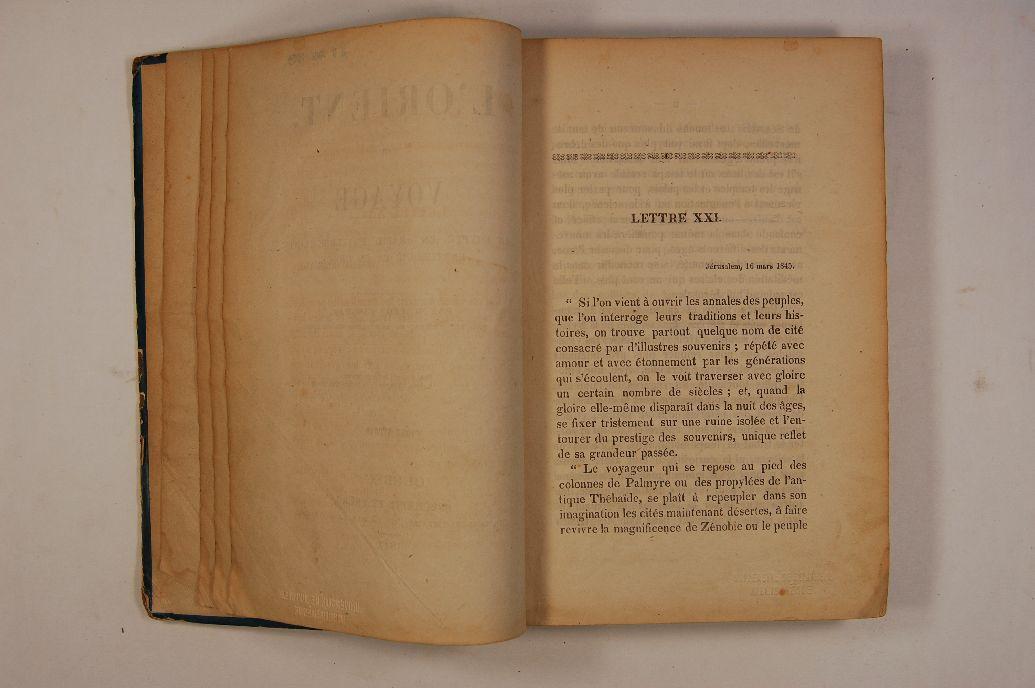 LETTRE XXI.
Jérusalem, 16 mars 1845.
“ Si l'on vient à ouvrir les annales des peuples,
que l'on interroge leurs traditions et leurs his-
toires, on trouve partout quelque nom de cité
consacré par d'illustres souvenirs ; répété avec
amour et avec étonnement par les générations
qui s'écoulent, on le voit traverser avec gloire
un certain nombre de siècles ; et, quand la
gloire elle-même disparaît dans la nuit des âges,
se fixer tristement sur une ruine isolée et l'en-
tourer du prestige des souvenirs, unique reflet
de sa grandeur passée.
“ Le voyageur qui se repose au pied des
colonnes de Palmyre ou des propylées de l'an-
tique Thébaïde, se plaît à repeupler dans son
imagination les cités maintenant désertes, à faire
revivre la magnificence de Zénobie ou le peuple